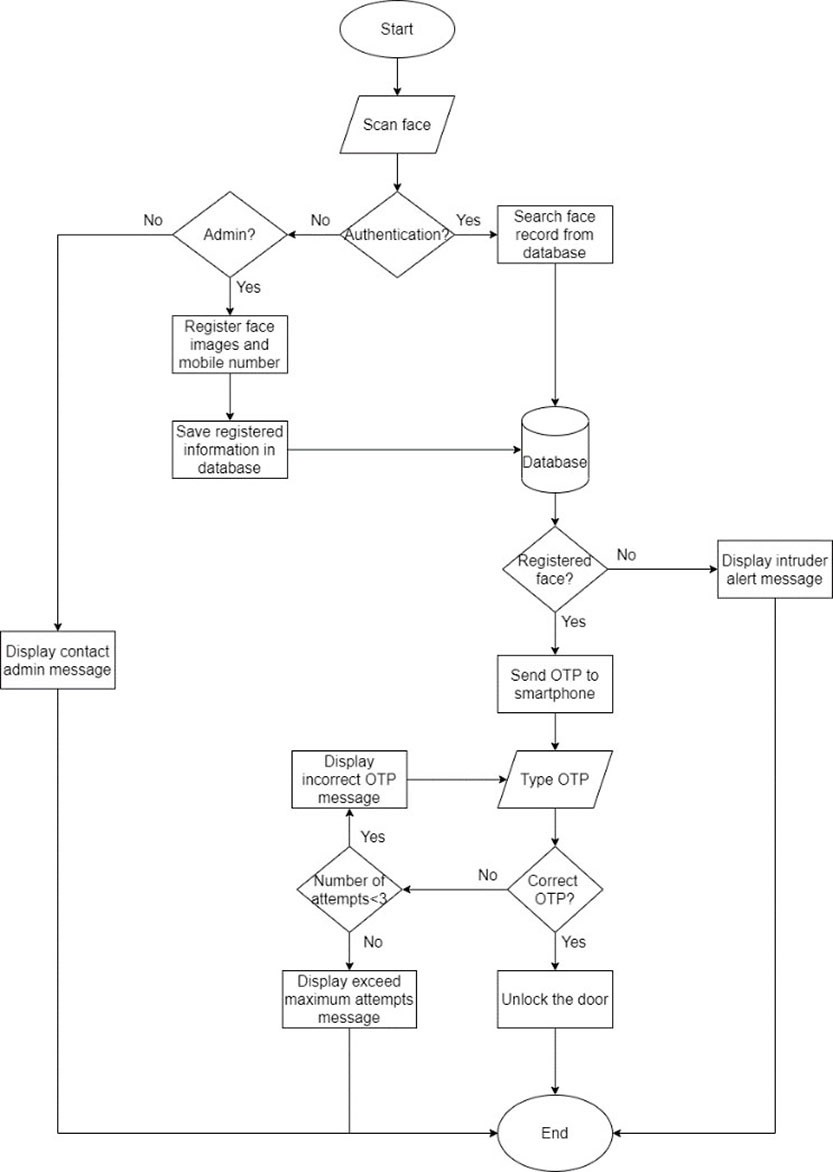 Start
Scan face
No
Admin?
No
Authentication?
Yes
Search face
record from
database
Yes
Register face
images and
mobile number
Save registered
information in
database
Database
Registered
face?
No
Display intruder
alert message
Yes
Display contact
admin message
Send OTP to
smartphone
Display
incorrect OTP
message
Type OTP
Yes
Number of
attempts<3
No
Correct
OTP?
No
Yes
Display exceed
maximum attempts
message
Unlock the door
End